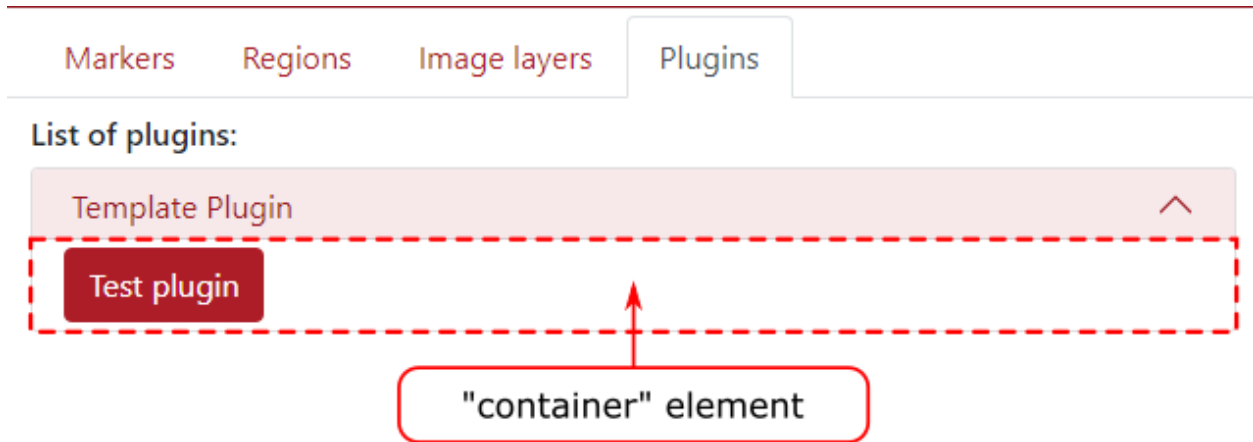 Markers Regions Image layers Plugins
List of plugins:
Template Plugin
Test plugin
"container" element